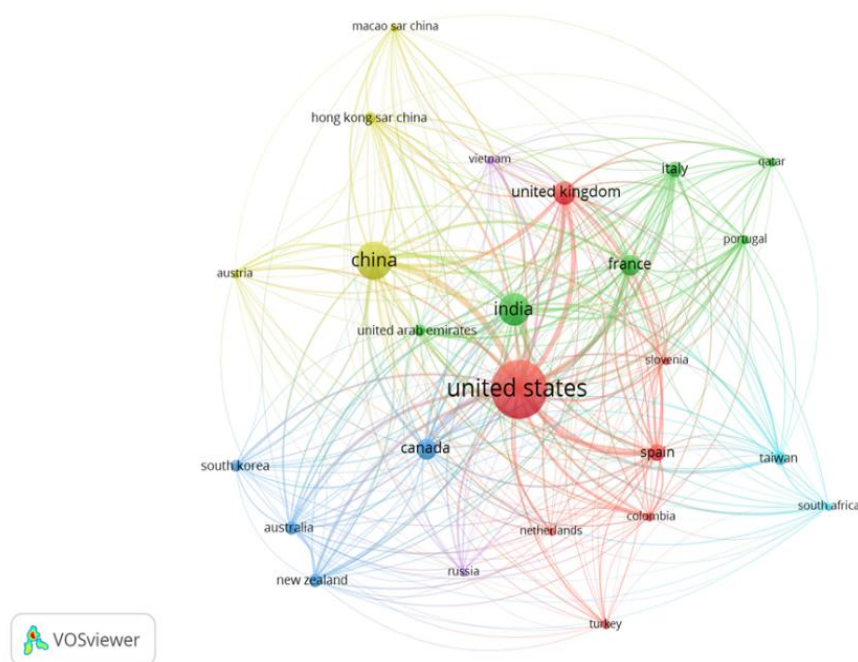 macao sar china
hong kong sar china
vietnam
italy
qatar
united kingdom
portugal
china
france
austria
india
united arab emirates
slovenia
united states
canada
spain
taiwan
south korea
south africa
colombia
australia
netherlands
russia
new zealand
turkey
VOSviewer